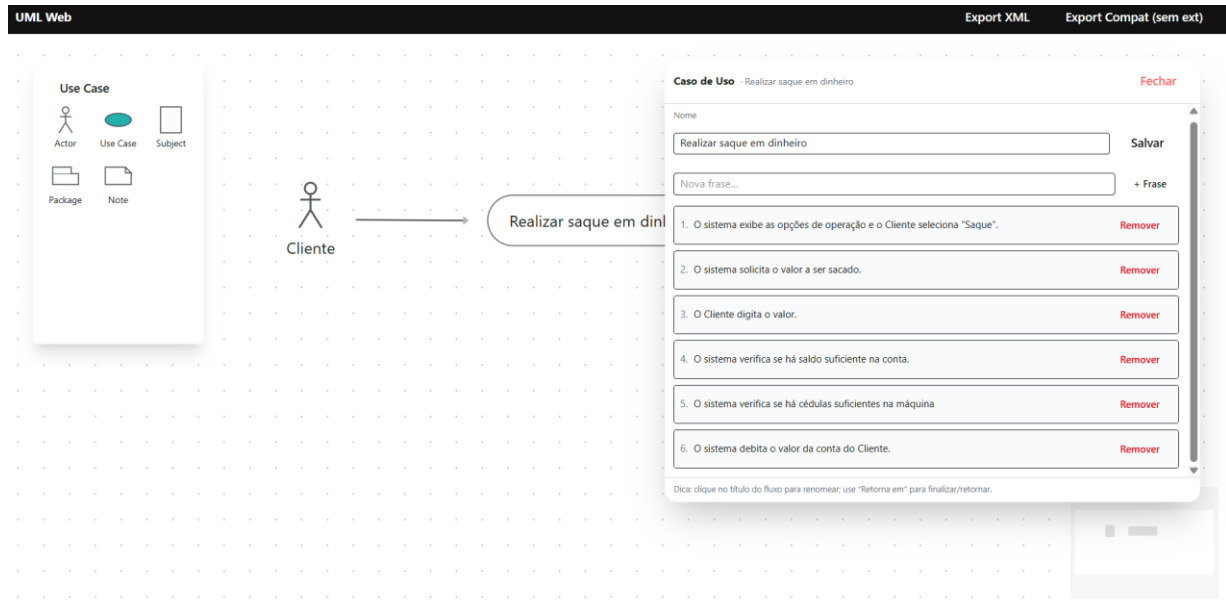 UML Web
Export XML
Export Compat (sem ext)
Use Case
Actor
Use Case
Subject
Package
Note
Cliente
Realizar saque em dinh
Caso de Uso - Realizar saque em dinheiro
Fechar
Nome
Realizar saque em dinheiro
Salvar
Nova frase...
+ Frase
1. O sistema exibe as opções de operação e o Cliente seleciona "Saque".
Remover
2. O sistema solicita o valor a ser sacado.
Remover
3. O Cliente digita o valor.
Remover
4. O sistema verifica se há saldo suficiente na conta.
Remover
5. O sistema verifica se há cédulas suficientes na máquina
Remover
6. O sistema debita o valor da conta do Cliente.
Remover
Dica: clique no título do fluxo para renomear; use "Retorna em" para finalizar/retornar.